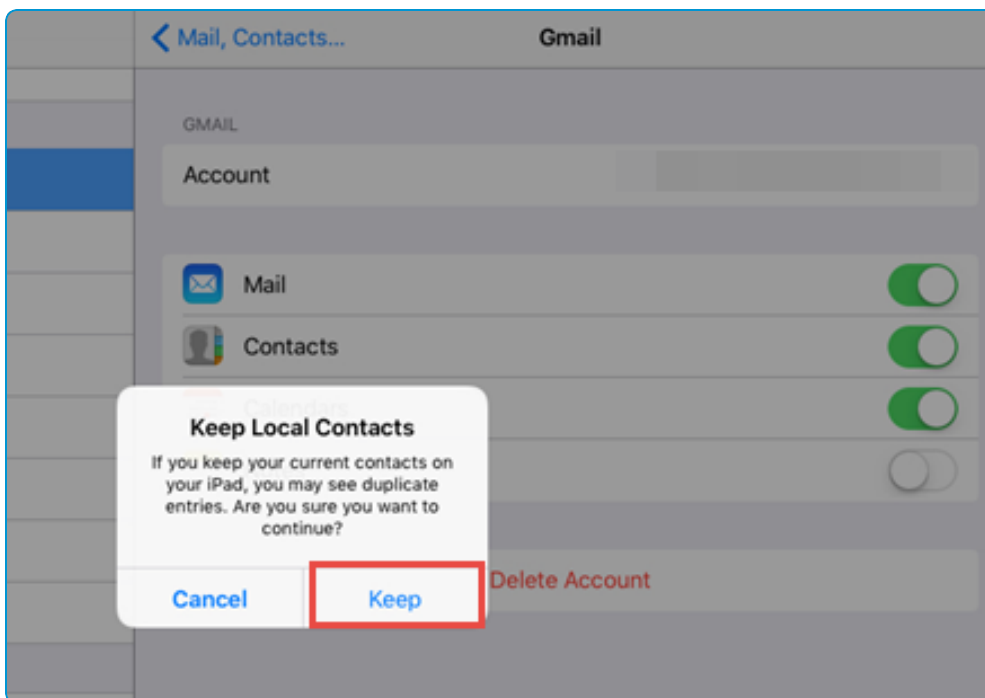 Mail, Contacts...
Gmail
GMAIL
Account
Mail
Contacts
Calendars
Keep Local Contacts
If you keep your current contacts on
your iPad, you may see duplicate
entries. Are you sure you want to
continue?
Cancel
Keep
Delete Account